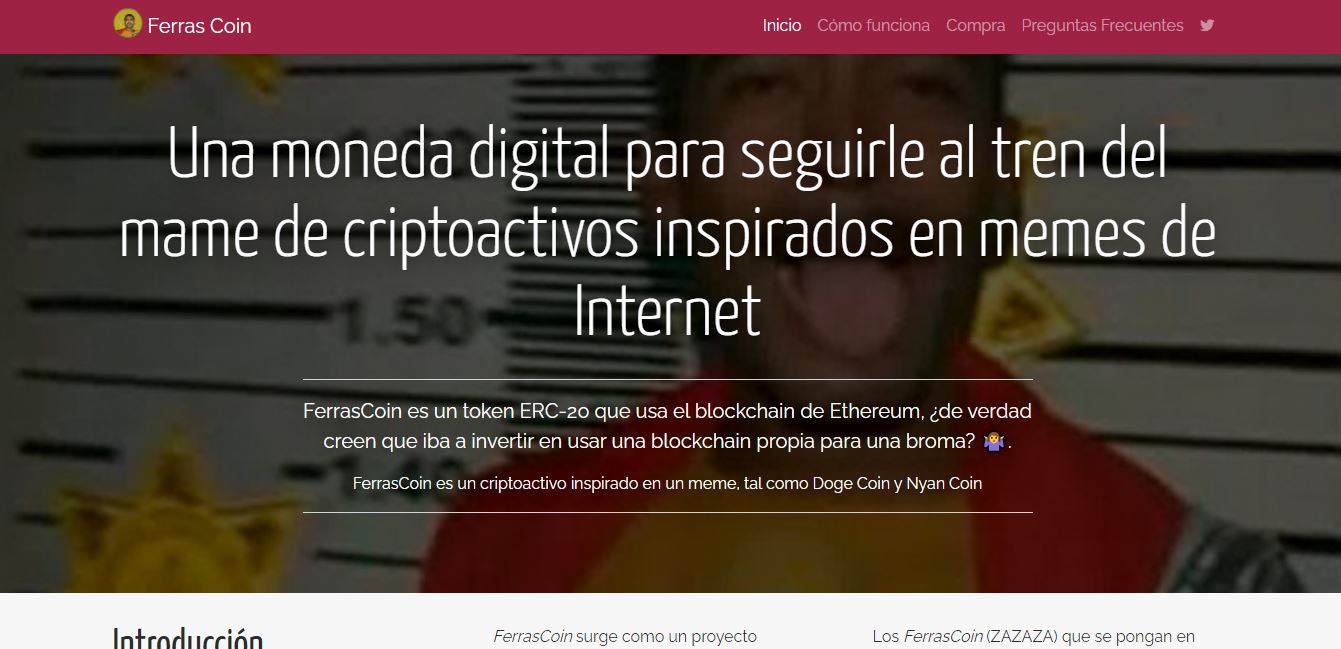 Ferras Coin
Inicio Cómo funciona Compra Preguntas Frecuentes
Una moneda digital para seguirle al tren del
mame de criptoactivos inspirados en memes de
Internet
1.50
1.40
FerrasCoin es un token ERC-20 que usa el blockchain de Ethereum, ¿de verdad
creen que iba a invertir en usar una blockchain propia para una broma? 🤷‍♀️.
FerrasCoin es un criptoactivo inspirado en un meme, tal como Doge Coin y Nyan Coin
Introducción
FerrasCoin surge como un proyecto
Los FerrasCoin (ZAZAZA) que se pongan en